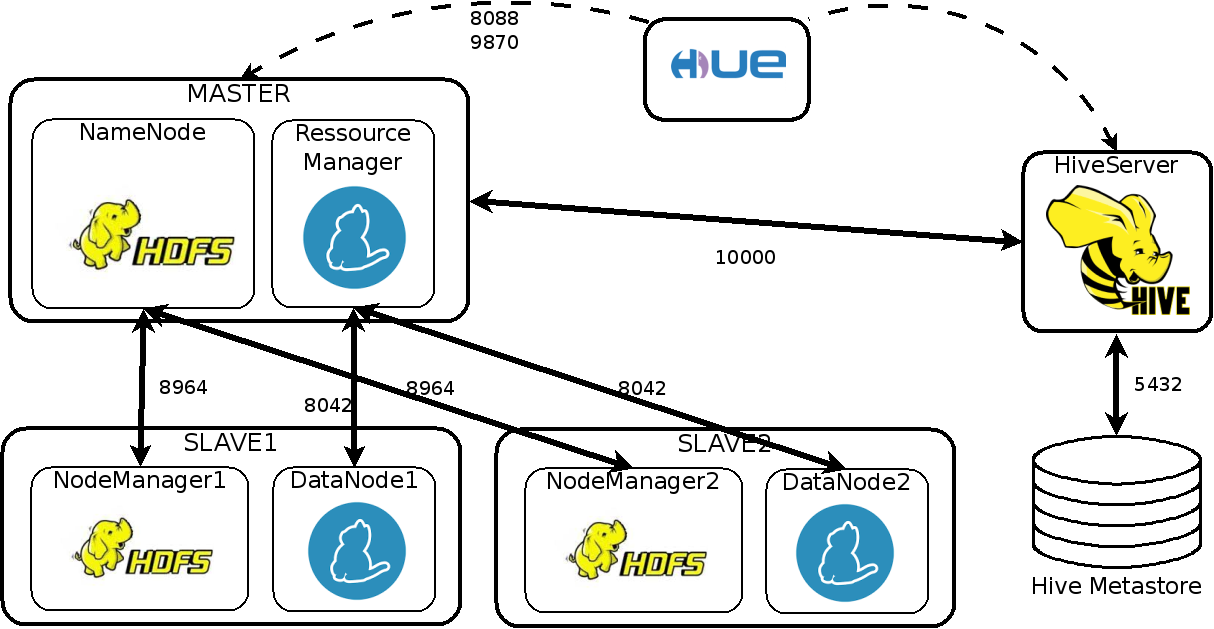 8088
9870
HUE
MASTER
NameNode
Ressource
Manager
HDFS
HiveServer
HIVE
10000
8964
8042
8964
8042
5432
SLAVE1
NodeManager1
HDFS
DataNode1
SLAVE2
NodeManager2
HDFS
DataNode2
Hive Metastore